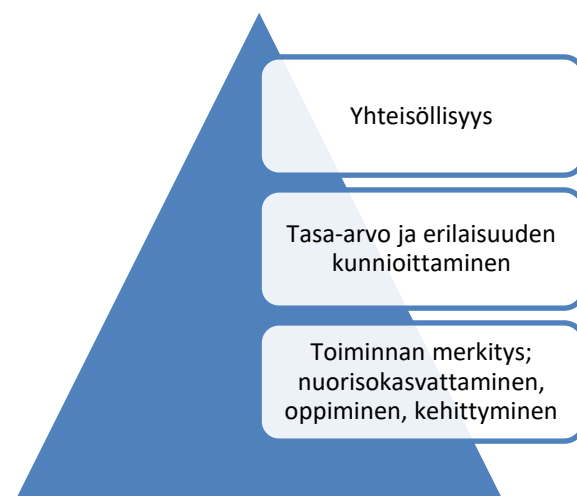 Yhteisöllisyys
Tasa-arvo ja erilaisuuden
kunnioittaminen
Toiminnan merkitys;
nuorisokasvattaminen,
oppiminen, kehittyminen